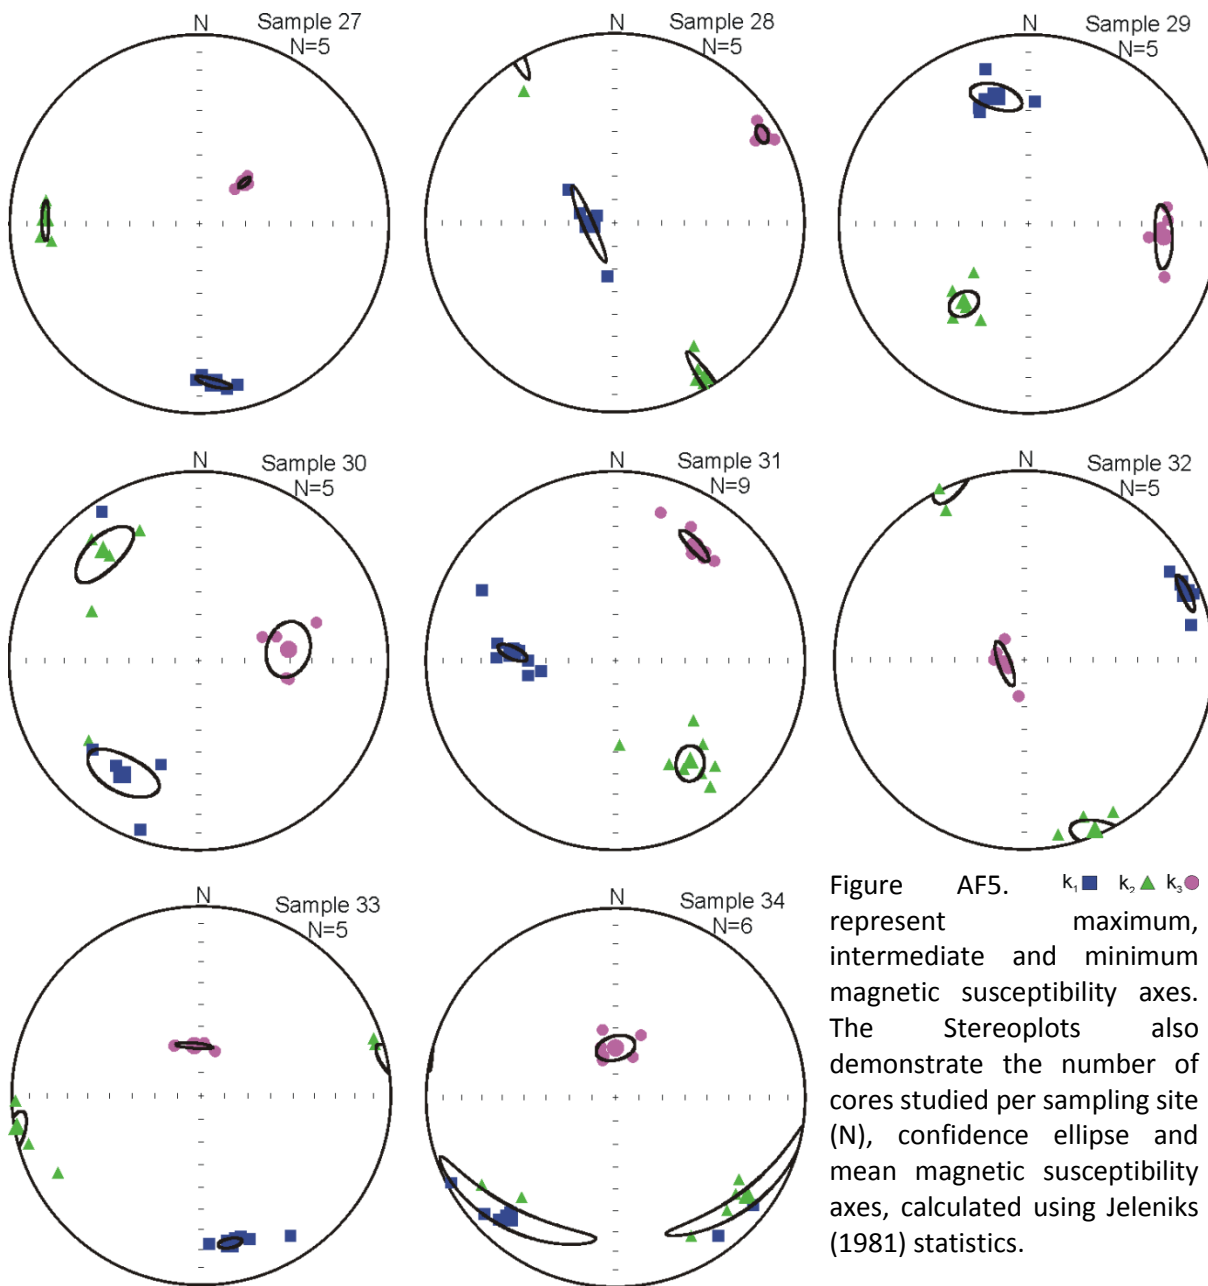 N
Sample 27
N=5
N
Sample 28
N=5
N
Sample 29
N=5
N
Sample 30
N=5
N
Sample 31
N=9
N
Sample 32
N=5
N
Sample 33
N=5
N
Sample 34
N=6
Figure AF5. k₁ k₂ k₃
represent maximum,
intermediate and minimum
magnetic susceptibility axes.
The Stereoplots also
demonstrate the number of
cores studied per sampling site
(N), confidence ellipse and
mean magnetic susceptibility
axes, calculated using Jeleniks
(1981) statistics.